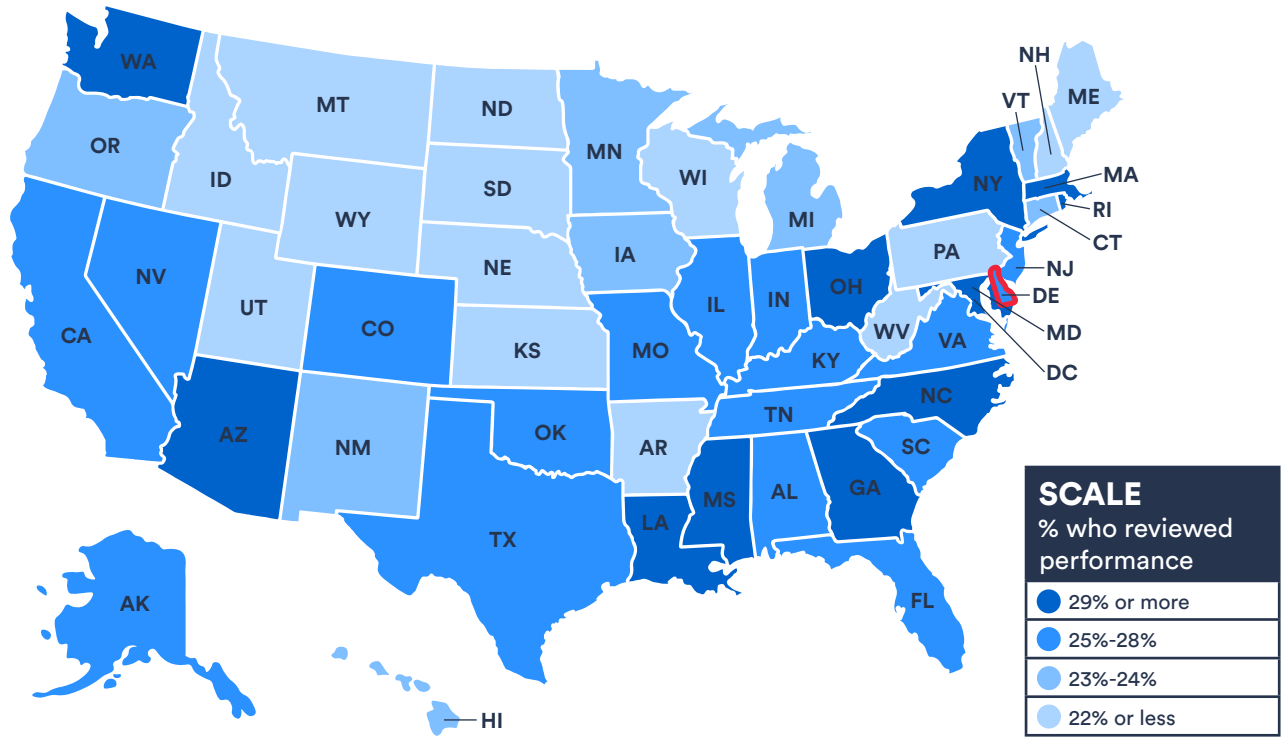 WA
OR
CA
NV
ID
MT
WY
UT
AZ
CO
NM
ND
SD
NE
KS
OK
TX
MN
IA
MO
AR
LA
WI
IL
MI
IN
OH
KY
TN
MS
AL
GA
FL
SC
NC
VA
WV
PA
NY
VT
NH
ME
MA
RI
CT
NJ
DE
MD
DC
AK
HI
SCALE
% who reviewed
performance
29% or more
25%-28%
23%-24%
22% or less